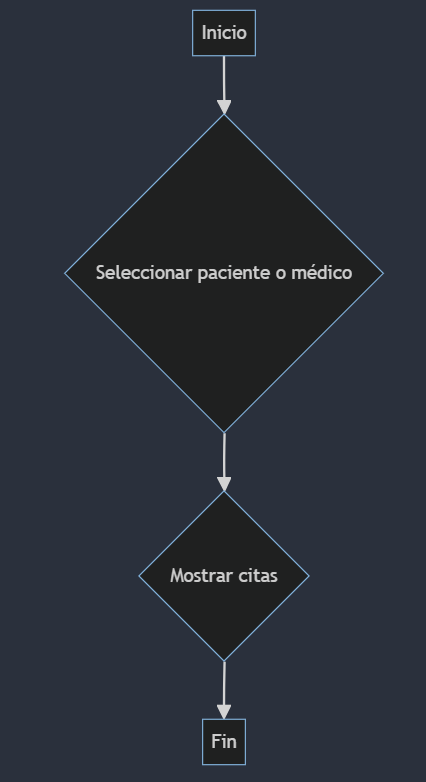 Inicio
Seleccionar paciente o médico
Mostrar citas
Fin